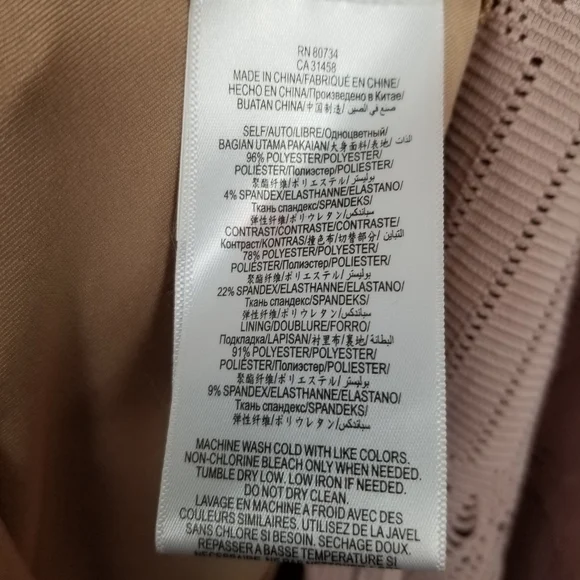 RN 80734
CA 31458
MADE IN CHINA/FABRIQUÉ EN CHINE/
HECHO EN CHINA/Произведено в Китае/
BUATAN CHINA/中国制造/ صنع في الصين
SELF/AUTO/LIBRE/Одноцветный/
BAGIAN UTAMA PAKAIAN/大身面料/表地/ الذات
96% POLYESTER/POLYESTER/
POLIÉSTER/Полиэстер/POLIESTER/
聚酯纤维/ポリエステル/ بوليستر
4% SPANDEX/ELASTHANNE/ELASTANO/
Ткань спандекс/SPANDEKS/
弹性纤维/ポリウレタン/ سباندكس
CONTRAST/CONTRASTE/CONTRASTE/
Контраст/KONTRAS/撞色布/切替部分/ التباين
78% POLYESTER/POLYESTER/
POLIÉSTER/Полиэстер/POLIESTER/
聚酯纤维/ポリエステル/ بوليستر
22% SPANDEX/ELASTHANNE/ELASTANO/
Ткань спандекс/SPANDEKS/
弹性纤维/ポリウレタン/ سباندكس
LINING/DOUBLURE/FORRO/
Подкладка/LAPISAN/衬里布/裏地/ البطانة
91% POLYESTER/POLYESTER/
POLIÉSTER/Полиэстер/POLIESTER/
聚酯纤维/ポリエステル/ بوليستر
9% SPANDEX/ELASTHANNE/ELASTANO/
Ткань спандекс/SPANDEKS/
弹性纤维/ポリウレタン/ سباندكس
MACHINE WASH COLD WITH LIKE COLORS.
NON-CHLORINE BLEACH ONLY WHEN NEEDED.
TUMBLE DRY LOW. LOW IRON IF NEEDED.
DO NOT DRY CLEAN.
LAVAGE EN MACHINE A FROID AVEC DES
COULEURS SIMILAIRES. UTILISEZ DE LA JAVEL
SANS CHLORE SI BESOIN. SECHAGE DOUX.
REPASSER A BASSE TEMPERATURE SI
NECESSAIRE.